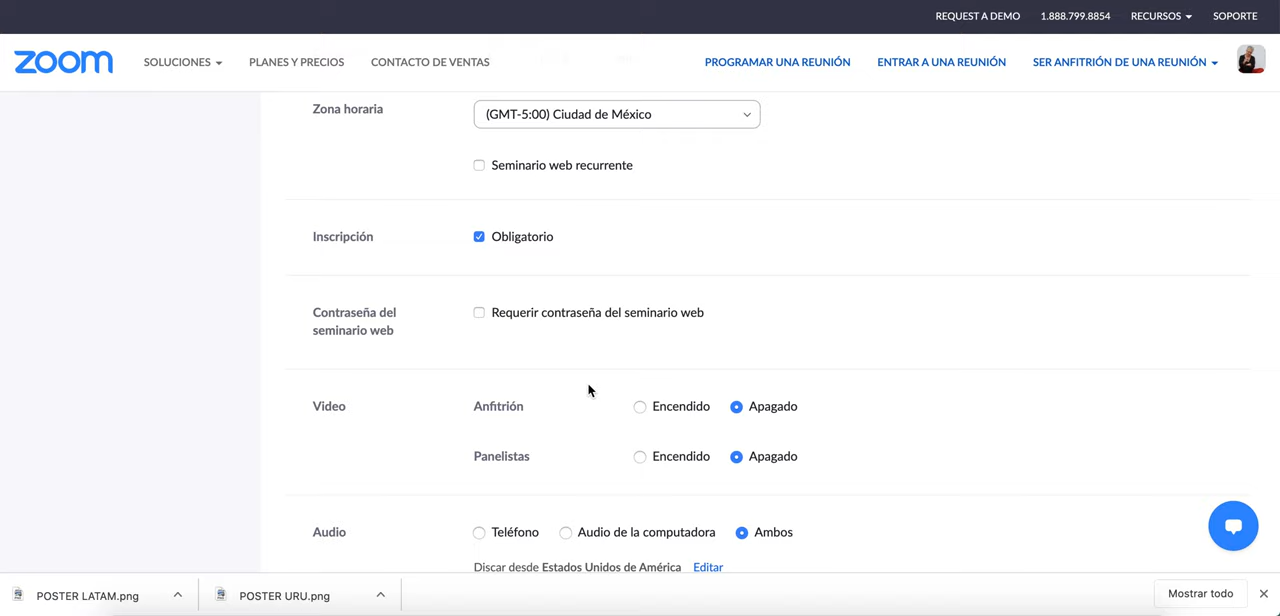 REQUEST A DEMO 1.888.799.8854 RECURSOS SOPORTE
zoom SOLUCIONES PLANES Y PRECIOS CONTACTO DE VENTAS PROGRAMAR UNA REUNIÓN ENTRAR A UNA REUNIÓN SER ANFITRIÓN DE UNA REUNIÓN
Zona horaria (GMT-5:00) Ciudad de México
Seminario web recurrente
Inscripción Obligatorio
Contraseña del seminario web Requerir contraseña del seminario web
Video Anfitrión Encendido Apagado
Panelistas Encendido Apagado
Audio Teléfono Audio de la computadora Ambos
Discar desde Estados Unidos de América Editar
POSTER LATAM.png POSTER URU.png Mostrar todo